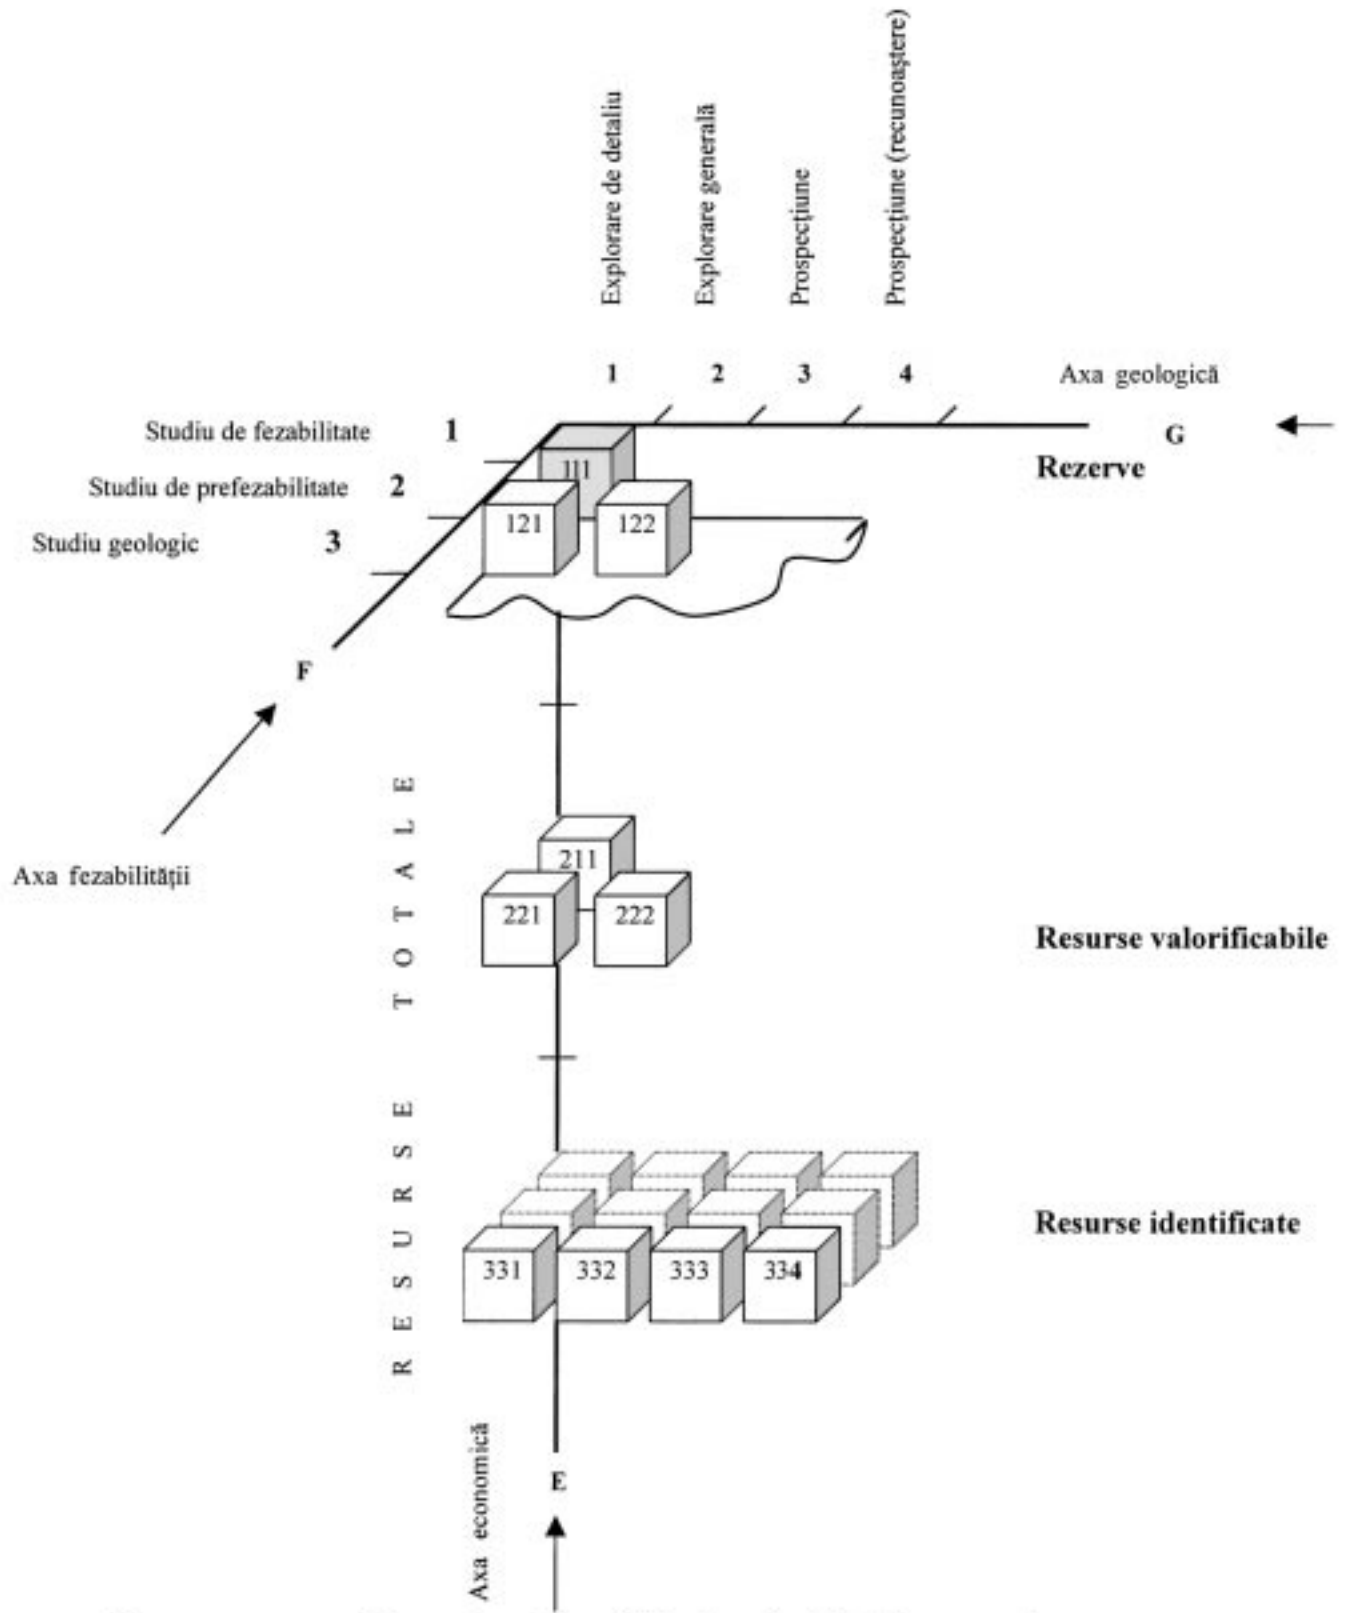 Explorare de detaliu
Explorare generală
Prospecțiune
Prospecțiune (recunoaștere)
1 2 3 4 Axa geologică
Studiu de fezabilitate 1
G
Rezerve
111
Studiu de prefezabilitate 2
121 122
Studiu geologic 3
F
RESURSE TOTALE
Axa fezabilității
211
221 222
Resurse valorificabile
Resurse identificate
331 332 333 334
Axa economică
E